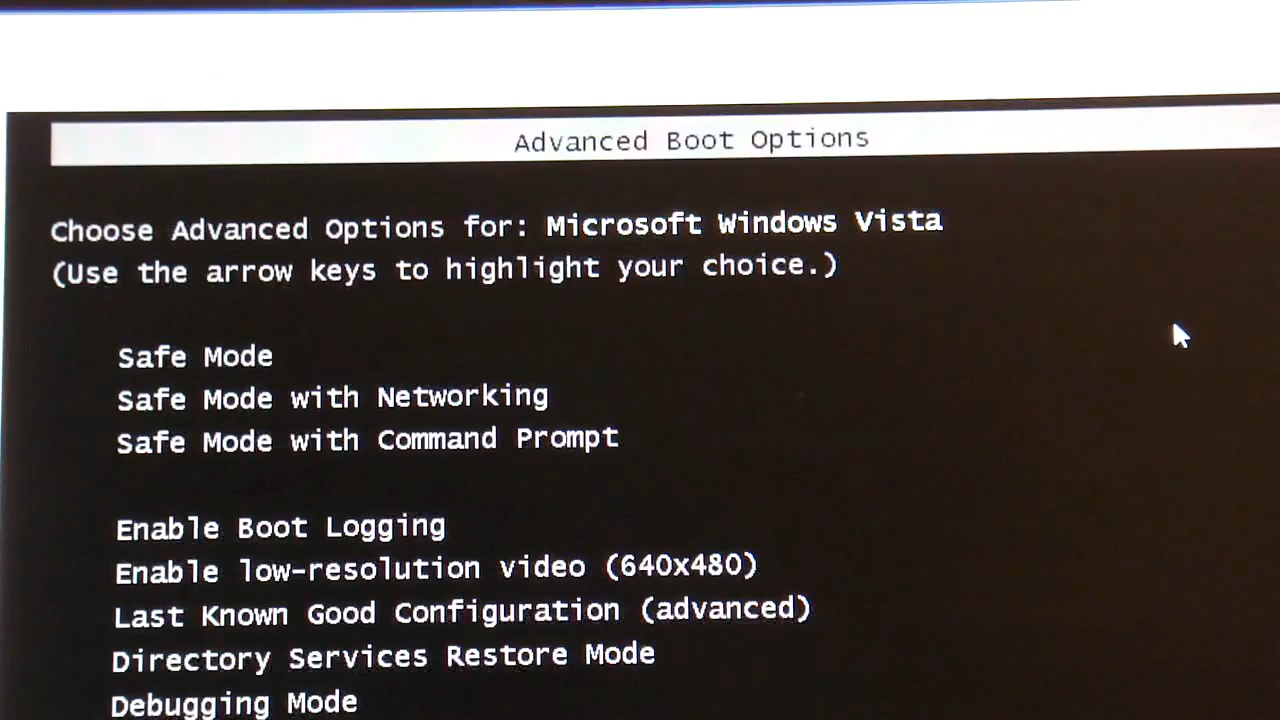 Advanced Boot Options
Choose Advanced Options for: Microsoft Windows Vista
(Use the arrow keys to highlight your choice.)
Safe Mode
Safe Mode with Networking
Safe Mode with Command Prompt
Enable Boot Logging
Enable low-resolution video (640x480)
Last Known Good Configuration (advanced)
Directory Services Restore Mode
Debugging Mode